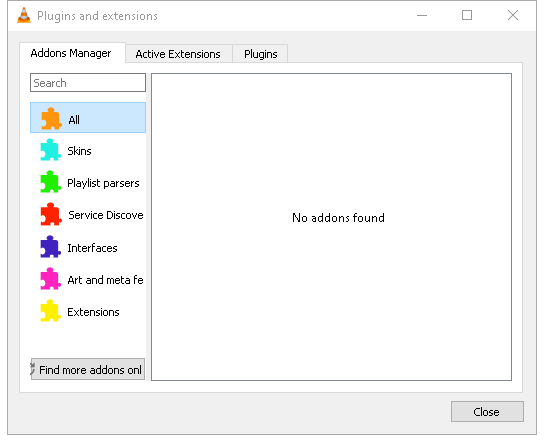 Plugins and extensions
Addons Manager
Active Extensions
Plugins
Search
All
Skins
Playlist parsers
Service Discove
Interfaces
Art and meta fe
Extensions
No addons found
Find more addons onl
Close